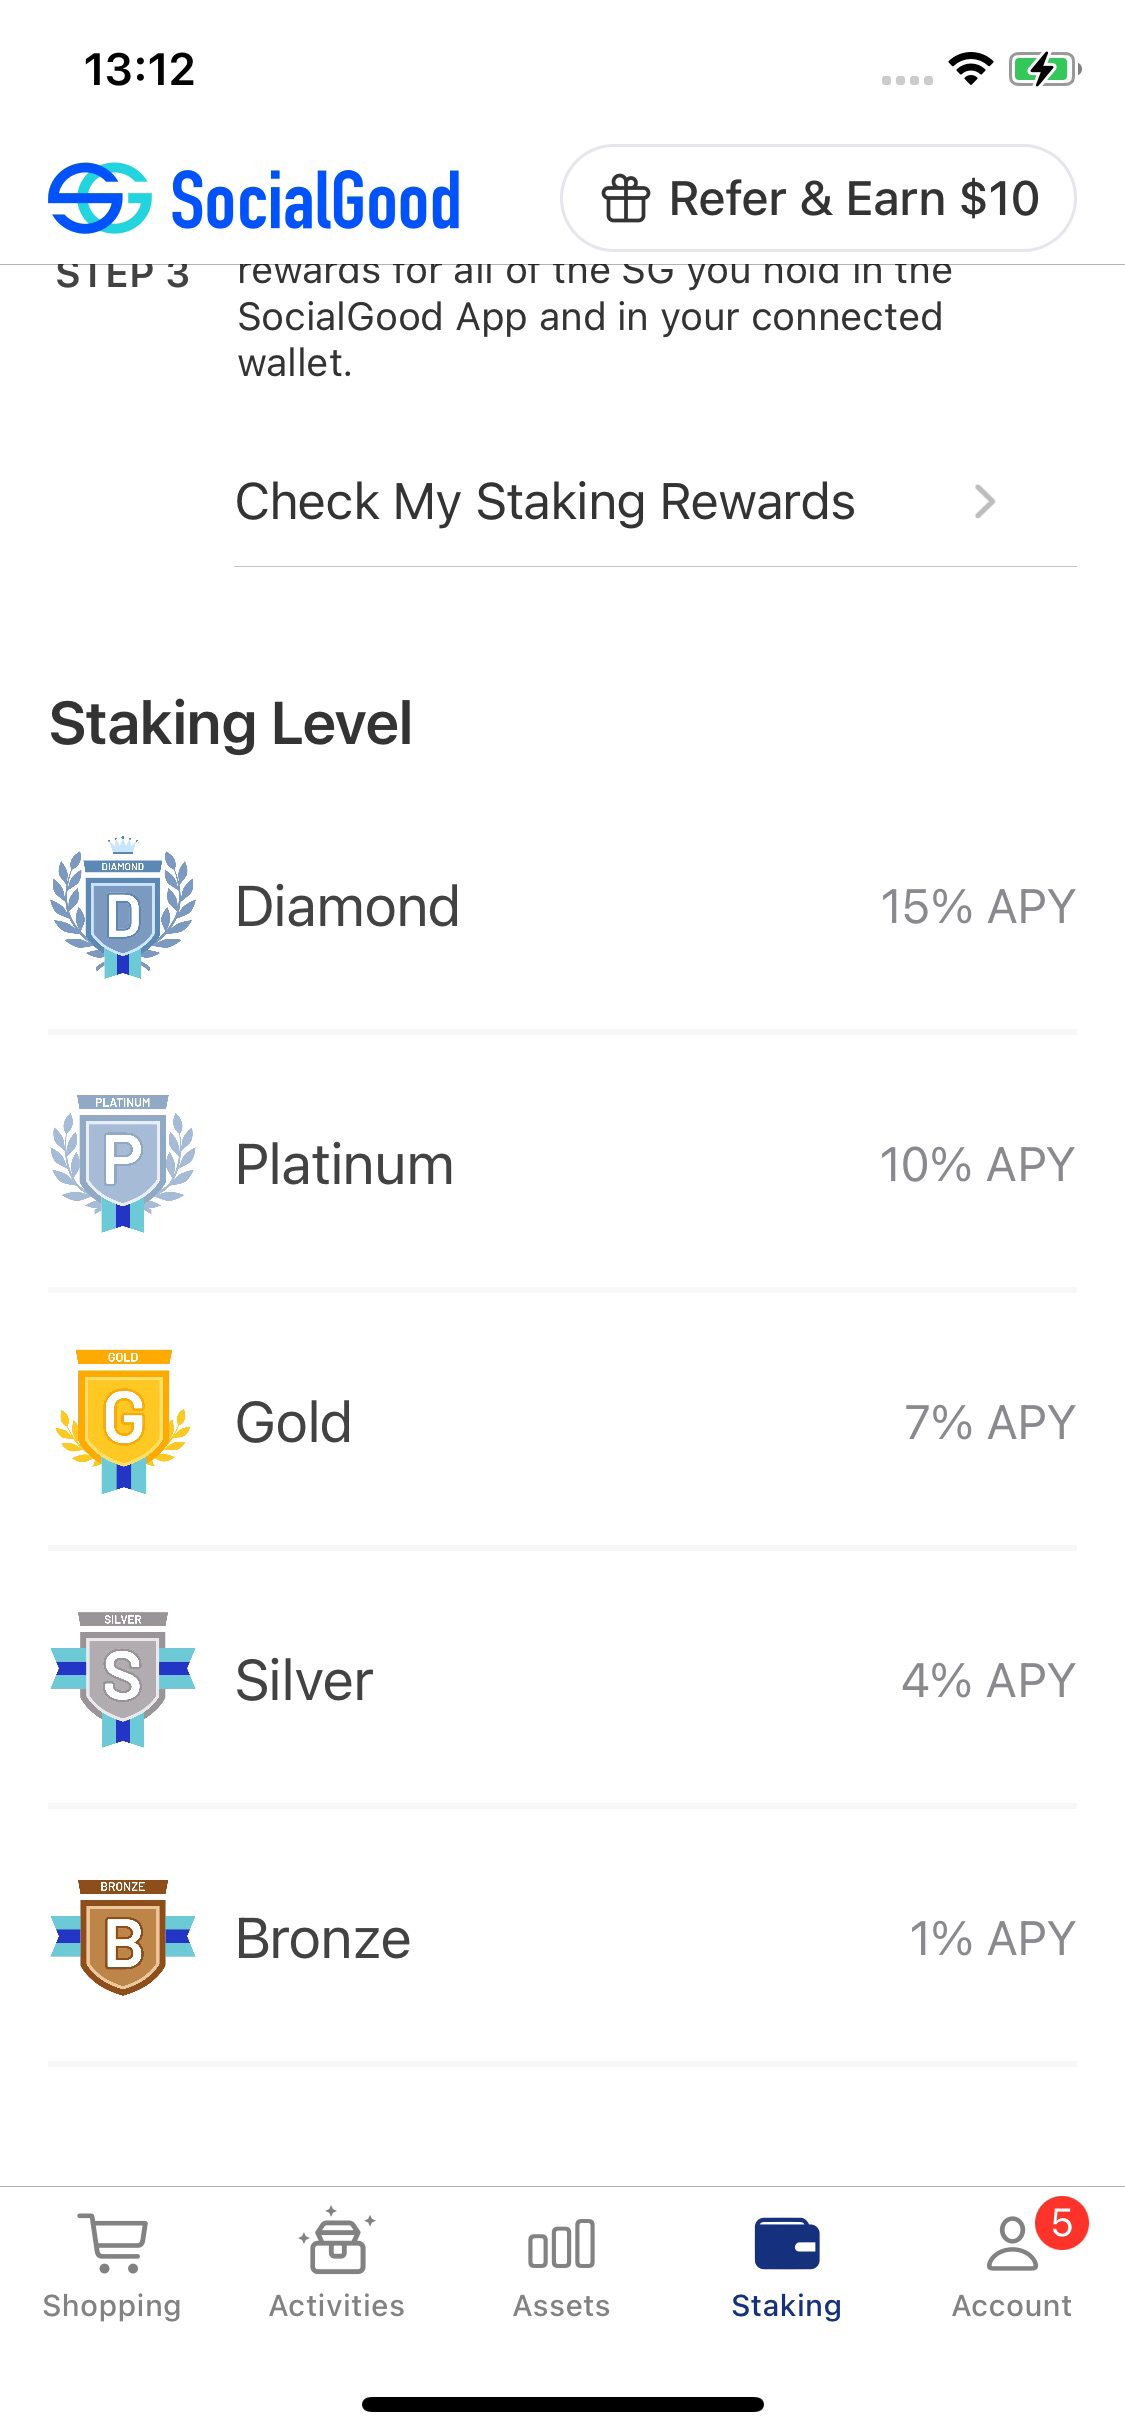 13:12
SocialGood
Refer & Earn $10
STEP 3
rewards for all of the SG you hold in the
SocialGood App and in your connected
wallet.
Check My Staking Rewards
Staking Level
DIAMOND
D
Diamond
15% APY
PLATINUM
P
Platinum
10% APY
GOLD
G
Gold
7% APY
SILVER
S
Silver
4% APY
BRONZE
B
Bronze
1% APY
5
Shopping
Activities
Assets
Staking
Account